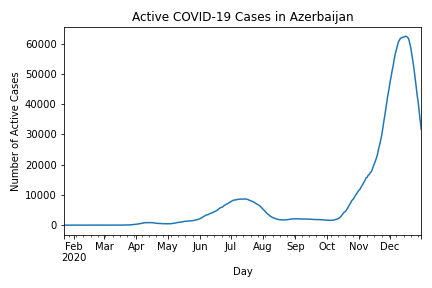 Active COVID-19 Cases in Azerbaijan
Number of Active Cases
60000
50000
40000
30000
20000
10000
0
Feb Mar Apr May Jun Jul Aug Sep Oct Nov Dec
2020
Day